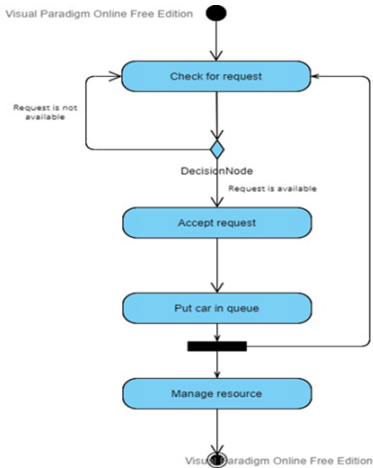 Visual Paradigm Online Free Edition
Check for request
Request is not
available
DecisionNode
Request is available
Accept request
Put car in queue
Manage resource
Visual Paradigm Online Free Edition